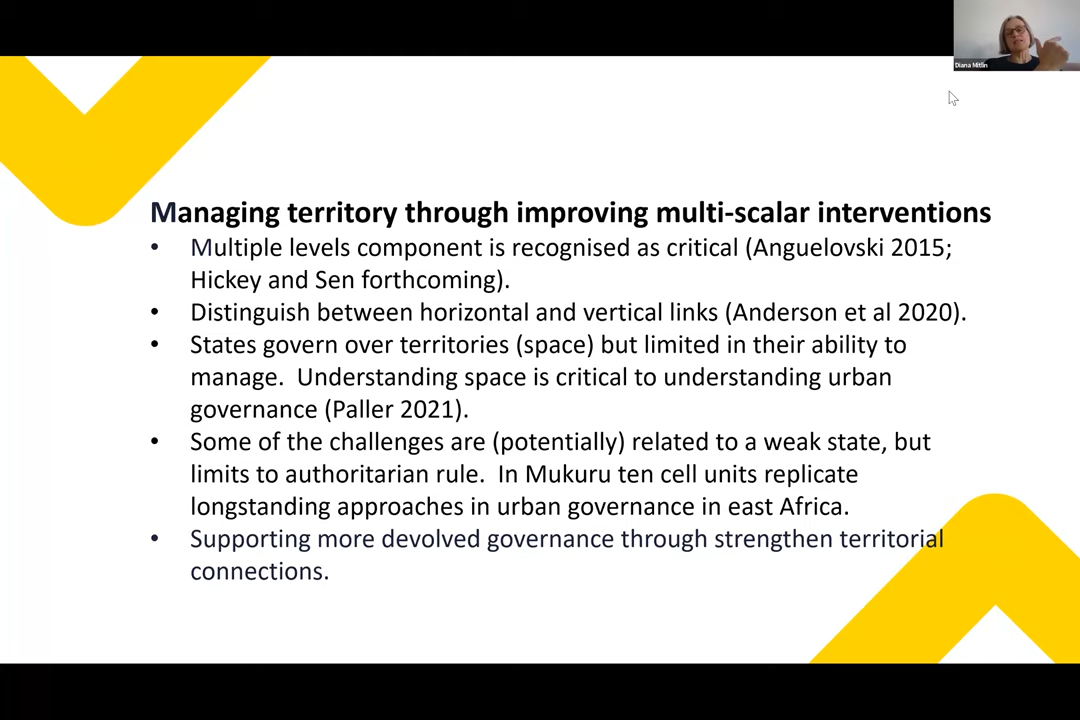 Diana Mitlin
Managing territory through improving multi-scalar interventions
• Multiple levels component is recognised as critical (Anguelovski 2015;
Hickey and Sen forthcoming).
• Distinguish between horizontal and vertical links (Anderson et al 2020).
• States govern over territories (space) but limited in their ability to
manage.  Understanding space is critical to understanding urban
governance (Paller 2021).
• Some of the challenges are (potentially) related to a weak state, but
limits to authoritarian rule.  In Mukuru ten cell units replicate
longstanding approaches in urban governance in east Africa.
• Supporting more devolved governance through strengthen territorial
connections.